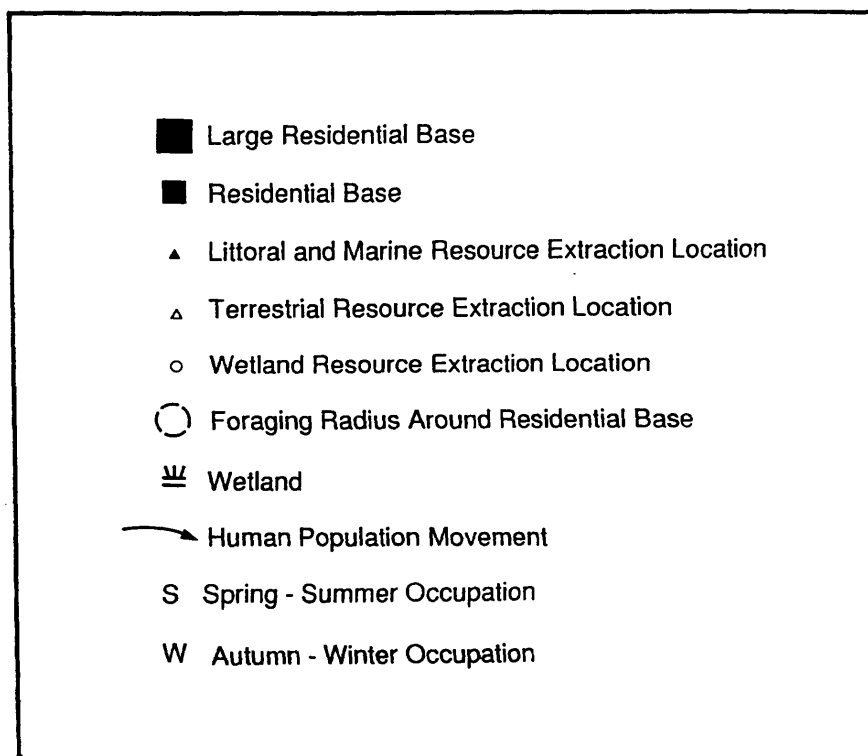 Large Residential Base
Residential Base
Littoral and Marine Resource Extraction Location
Terrestrial Resource Extraction Location
Wetland Resource Extraction Location
Foraging Radius Around Residential Base
Wetland
Human Population Movement
S Spring - Summer Occupation
W Autumn - Winter Occupation